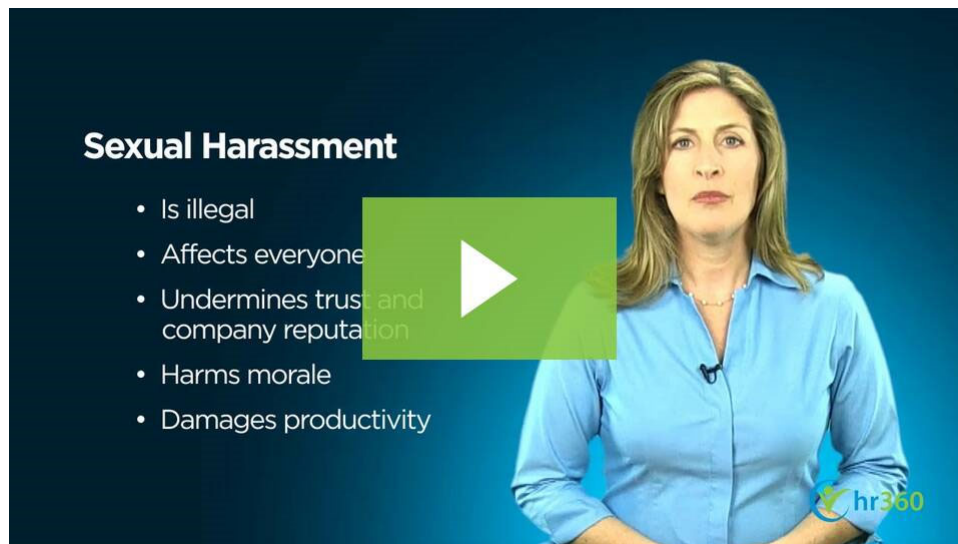 Sexual Harassment
• Is illegal
• Affects everyone
• Undermines trust and
company reputation
• Harms morale
• Damages productivity
hr360